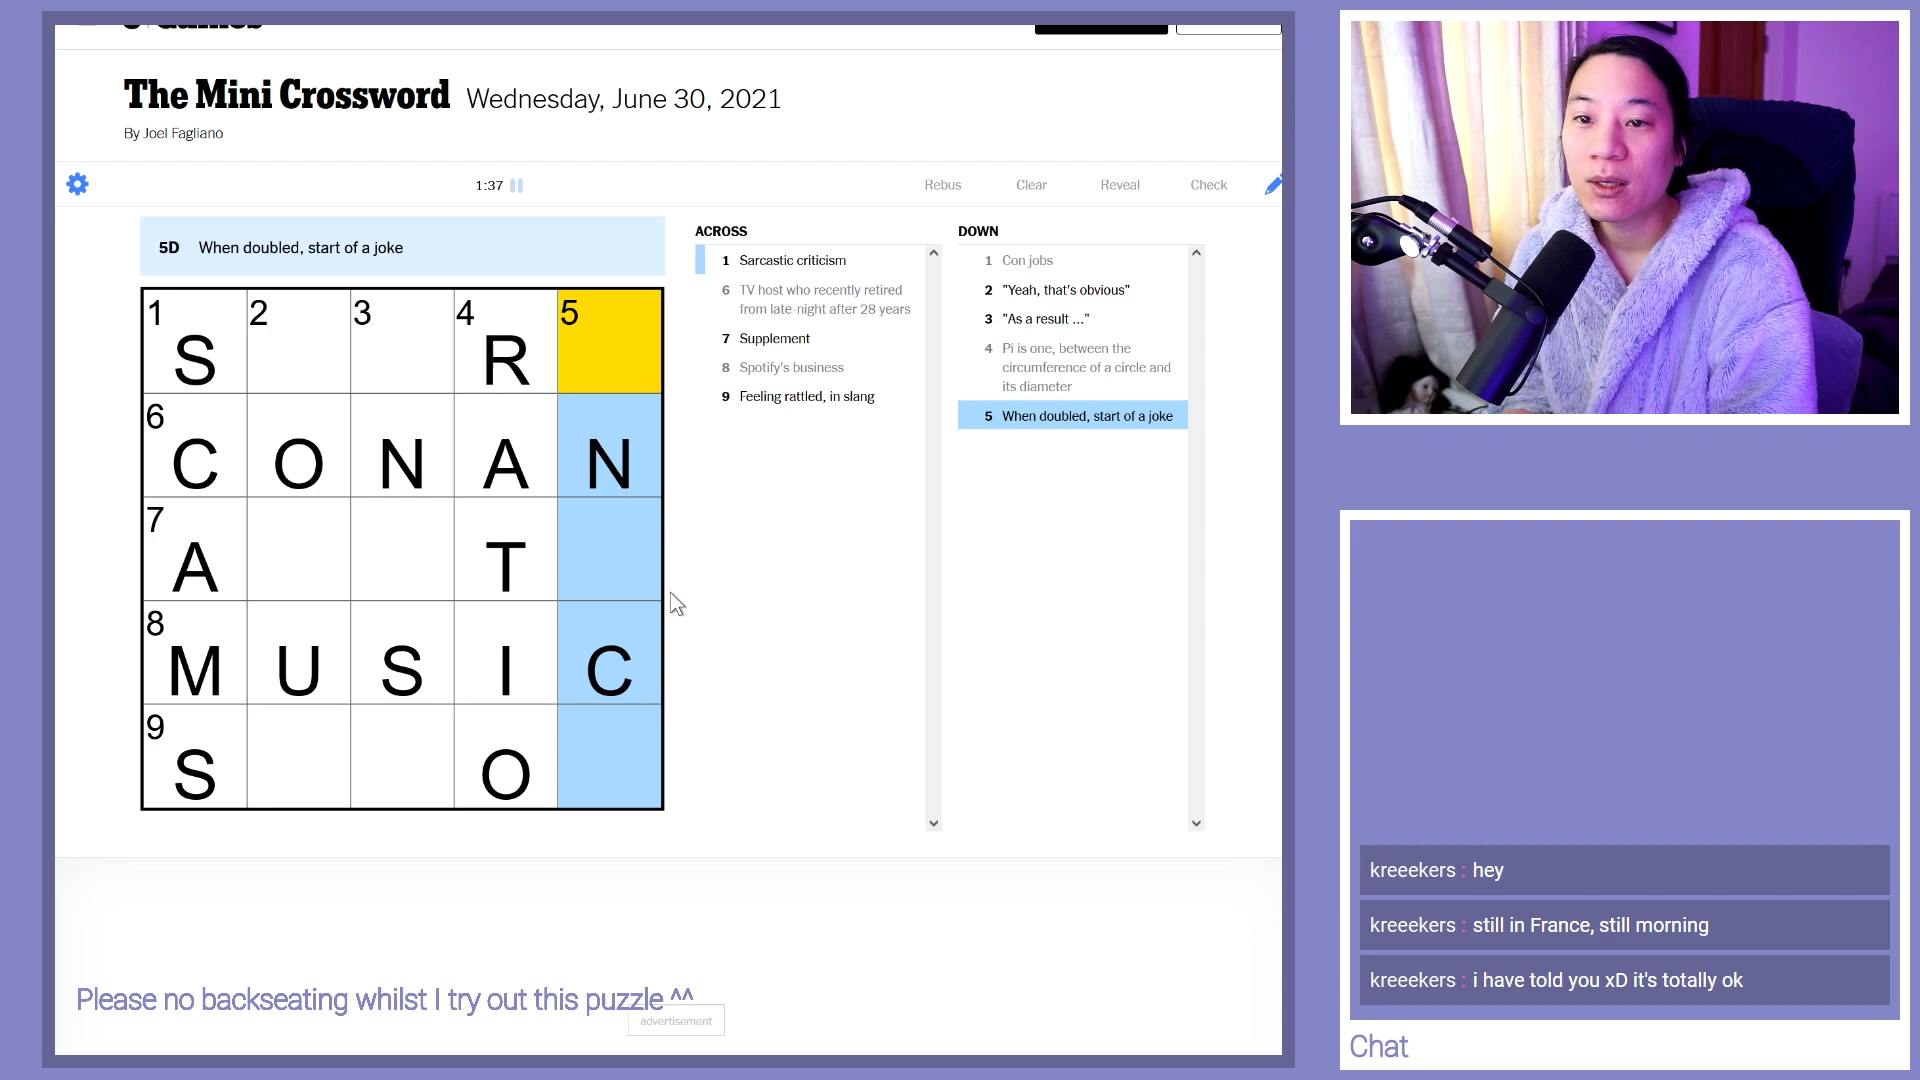 The Mini Crossword Wednesday, June 30, 2021
By Joel Fagliano
1:37
Rebus Clear Reveal Check
5D When doubled, start of a joke
1 2 3 4 5
S R
6
C O N A N
7
A T
8
M U S I C
9
S O
ACROSS
1 Sarcastic criticism
6 TV host who recently retired
from late-night after 28 years
7 Supplement
8 Spotify's business
9 Feeling rattled, in slang
DOWN
1 Con jobs
2 "Yeah, that's obvious"
3 "As a result ..."
4 Pi is one, between the
circumference of a circle and
its diameter
5 When doubled, start of a joke
Please no backseating whilst I try out this puzzle ^^
advertisement
kreeekers : hey
kreeekers : still in France, still morning
kreeekers : i have told you xD it's totally ok
Chat